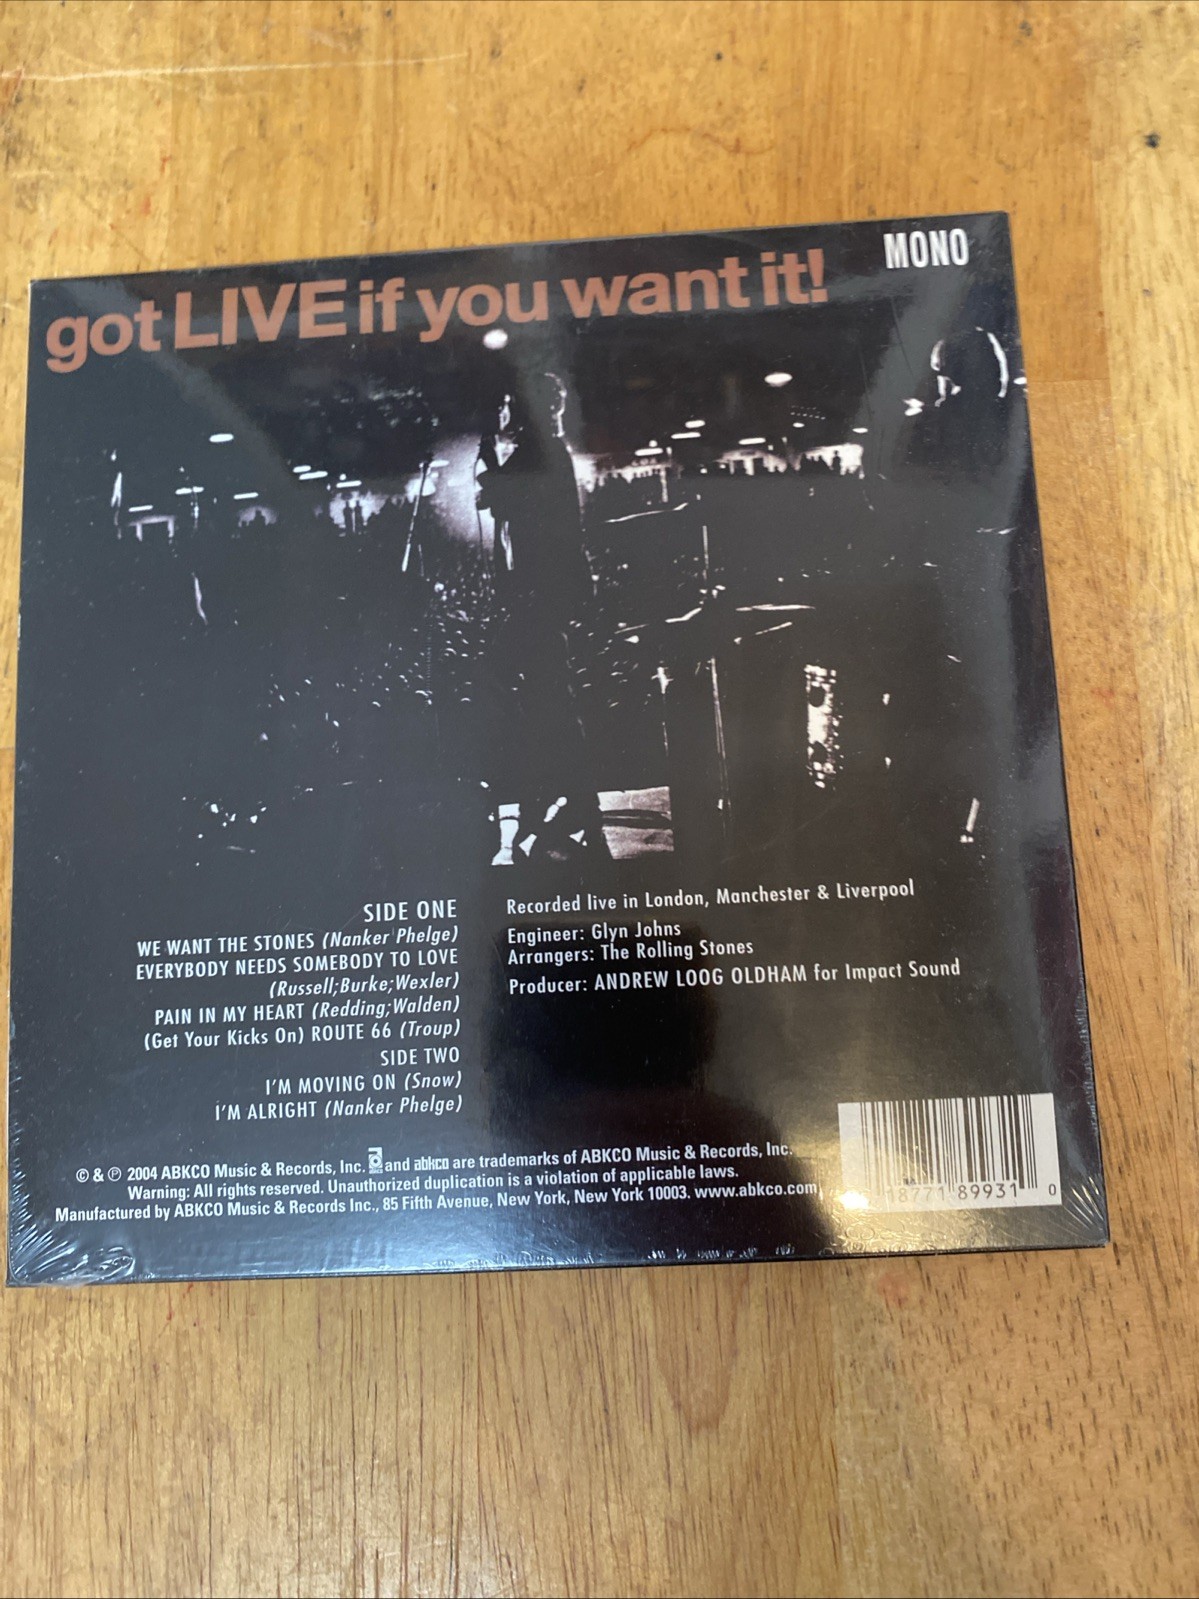 MONO
got LIVE if you want it!
SIDE ONE
WE WANT THE STONES (Nanker Phelge)
EVERYBODY NEEDS SOMEBODY TO LOVE
(Russell;Burke;Wexler)
PAIN IN MY HEART (Redding;Walden)
(Get Your Kicks On) ROUTE 66 (Troup)
SIDE TWO
I'M MOVING ON (Snow)
I'M ALRIGHT (Nanker Phelge)
Recorded live in London, Manchester & Liverpool
Engineer: Glyn Johns
Arrangers: The Rolling Stones
Producer: ANDREW LOOG OLDHAM for Impact Sound
© & ℗ 2004 ABKCO Music & Records, Inc. and abkco are trademarks of ABKCO Music & Records, Inc.
Warning: All rights reserved. Unauthorized duplication is a violation of applicable laws.
Manufactured by ABKCO Music & Records Inc., 85 Fifth Avenue, New York, New York 10003. www.abkco.com
18771 89931 0